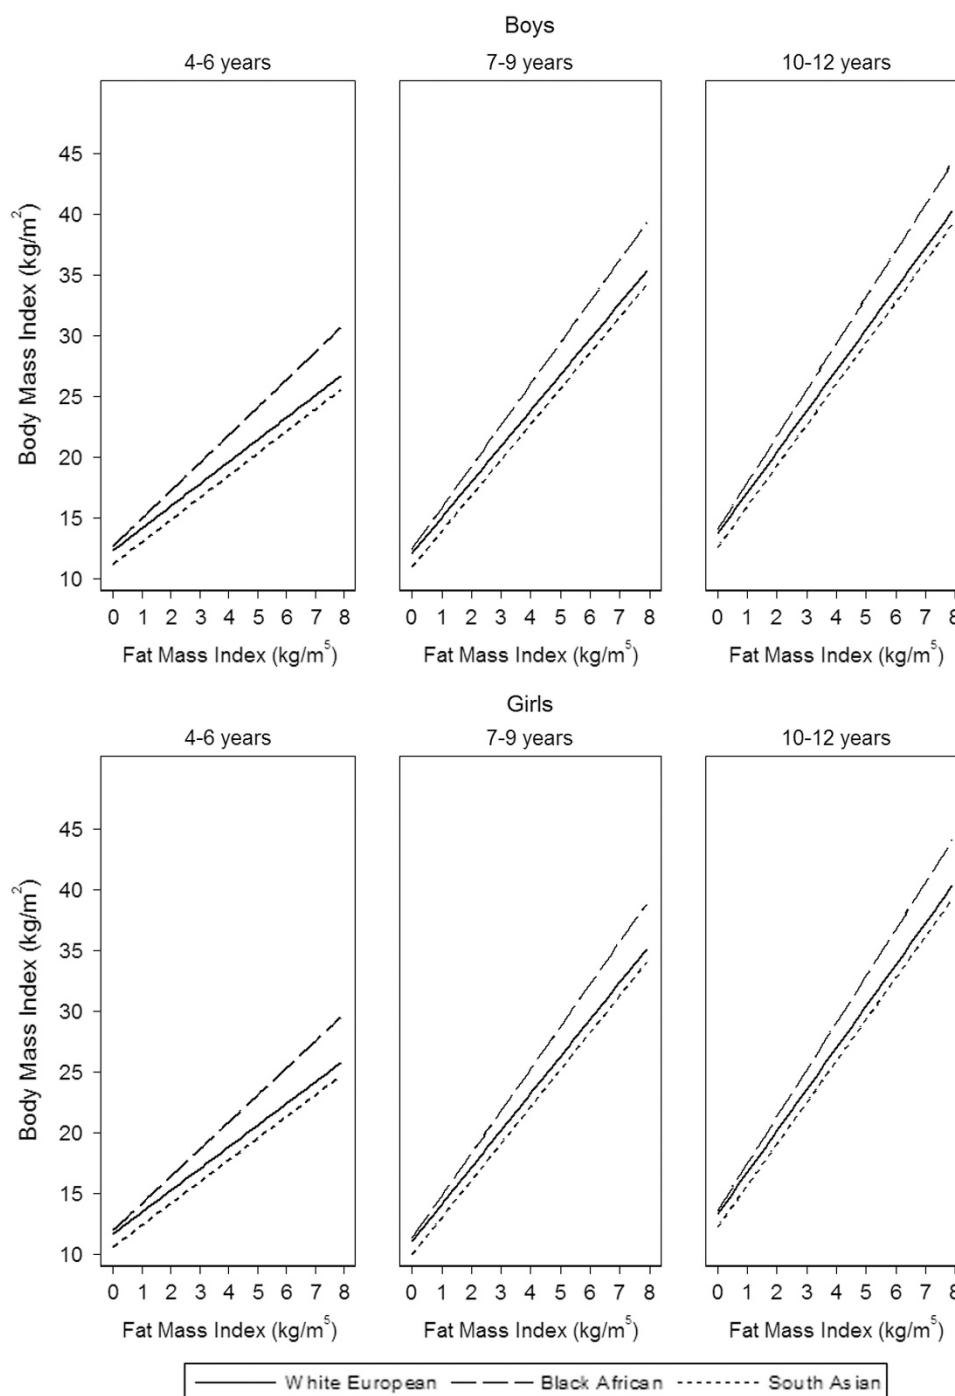 Boys
4-6 years 7-9 years 10-12 years
Body Mass Index (kg/m²)
45
40
35
30
25
20
15
10
0 1 2 3 4 5 6 7 8 0 1 2 3 4 5 6 7 8 0 1 2 3 4 5 6 7 8
Fat Mass Index (kg/m⁵) Fat Mass Index (kg/m⁵) Fat Mass Index (kg/m⁵)
Girls
4-6 years 7-9 years 10-12 years
Body Mass Index (kg/m²)
45
40
35
30
25
20
15
10
0 1 2 3 4 5 6 7 8 0 1 2 3 4 5 6 7 8 0 1 2 3 4 5 6 7 8
Fat Mass Index (kg/m⁵) Fat Mass Index (kg/m⁵) Fat Mass Index (kg/m⁵)
White European Black African South Asian